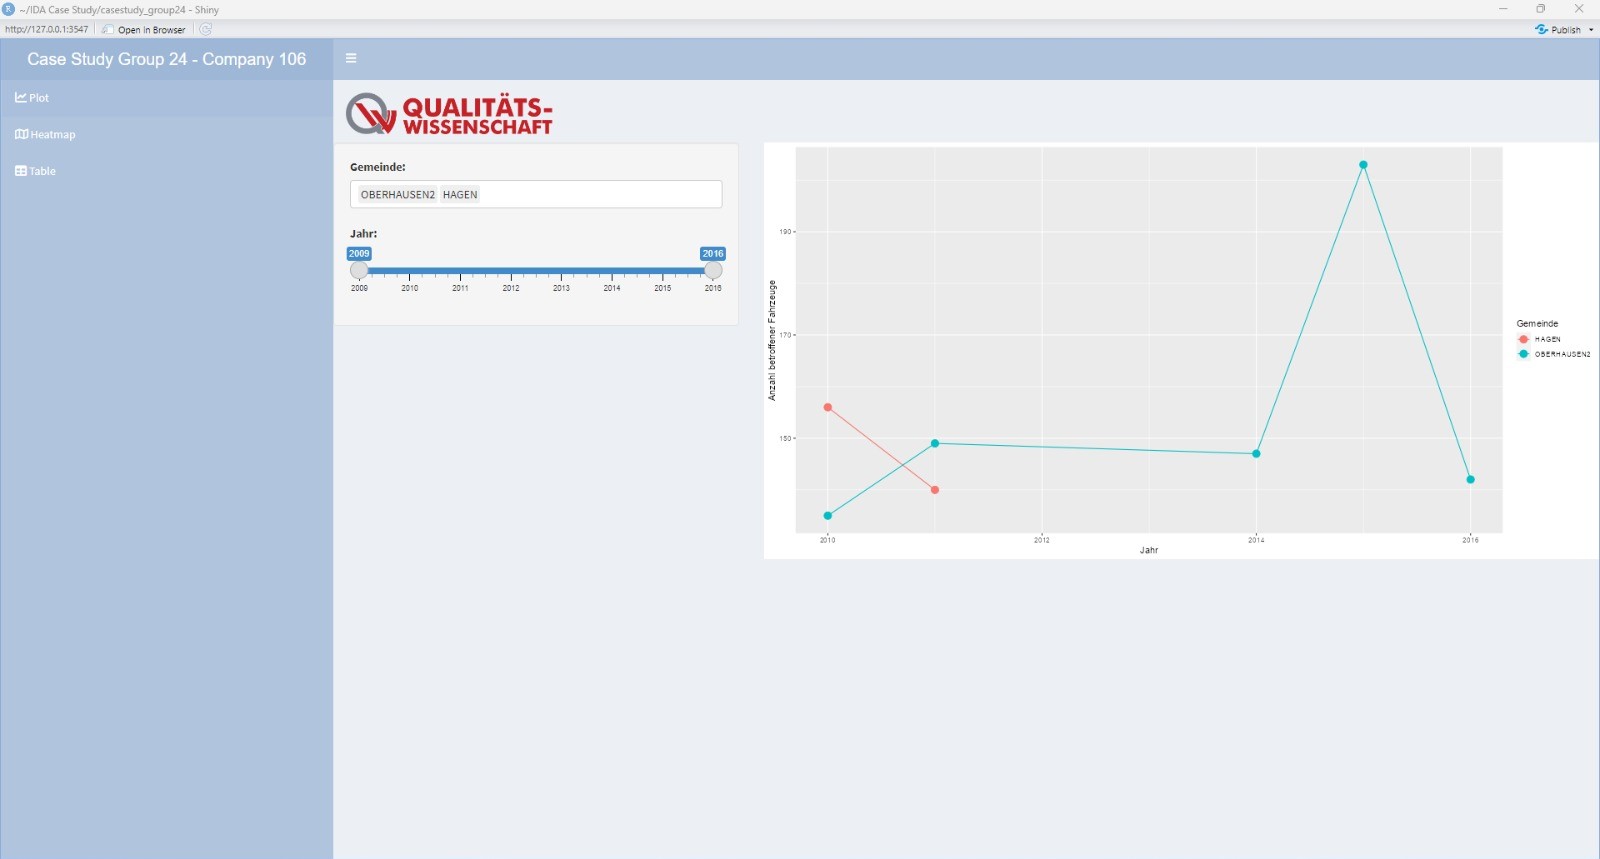 ~/IDA Case Study/casestudy_group24 - Shiny
http://127.0.0.1:3547 Open in Browser Publish
Case Study Group 24 - Company 106
Plot
Heatmap
Table
QUALITÄTS-
WISSENSCHAFT
Gemeinde:
OBERHAUSEN2 HAGEN
Jahr:
2009 2016
2009 2010 2011 2012 2013 2014 2015 2016
Anzahl betroffener Fahrzeuge
190
170
150
2010 2012 2014 2016
Jahr
Gemeinde
HAGEN
OBERHAUSEN2